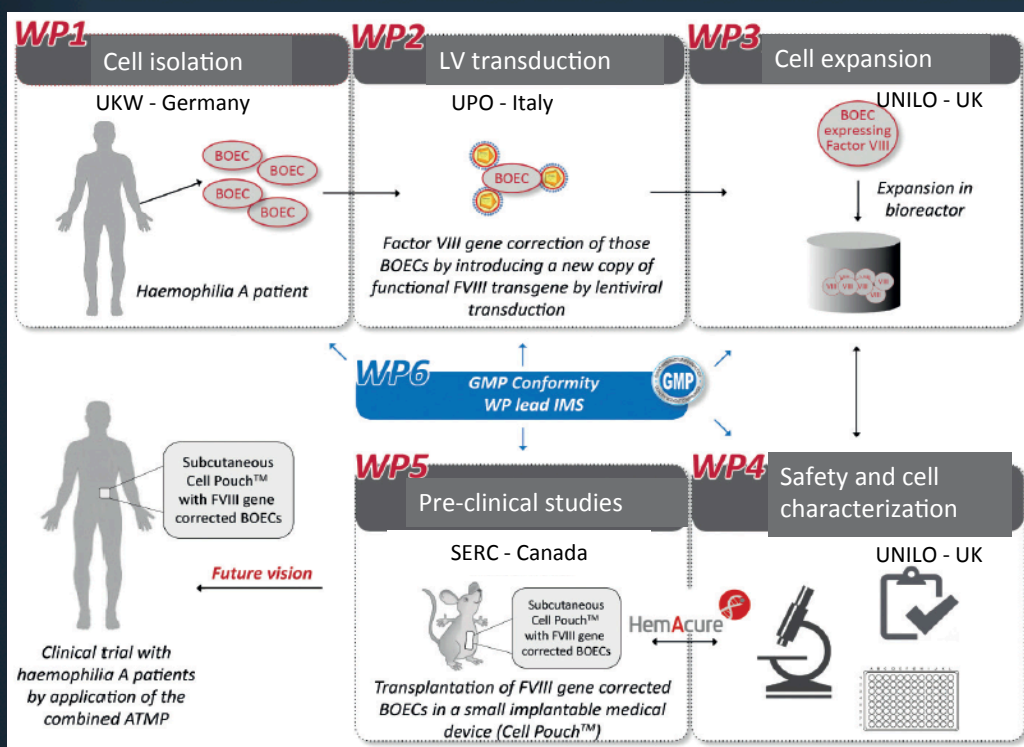 WP1
Cell isolation
UKW - Germany
BOEC
BOEC
BOEC
BOEC
Haemophilia A patient
WP2
LV transduction
UPO - Italy
BOEC
Factor VIII gene correction of those
BOECs by introducing a new copy of
functional FVIII transgene by lentiviral
transduction
WP3
Cell expansion
UNILO - UK
BOEC
expressing
Factor VIII
Expansion in
bioreactor
VIII
VIII
VIII
VIII
WP6
GMP Conformity
WP lead IMS
GMP
Subcutaneous
Cell Pouch™
with FVIII gene
corrected BOECs
Future vision
Clinical trial with
haemophilia A patients
by application of the
combined ATMP
WP5
Pre-clinical studies
SERC - Canada
Subcutaneous
Cell Pouch™
with FVIII gene
corrected BOECs
HemAcure
Transplantation of FVIII gene corrected
BOECs in a small implantable medical
device (Cell Pouch™)
WP4
Safety and cell
characterization
UNILO - UK